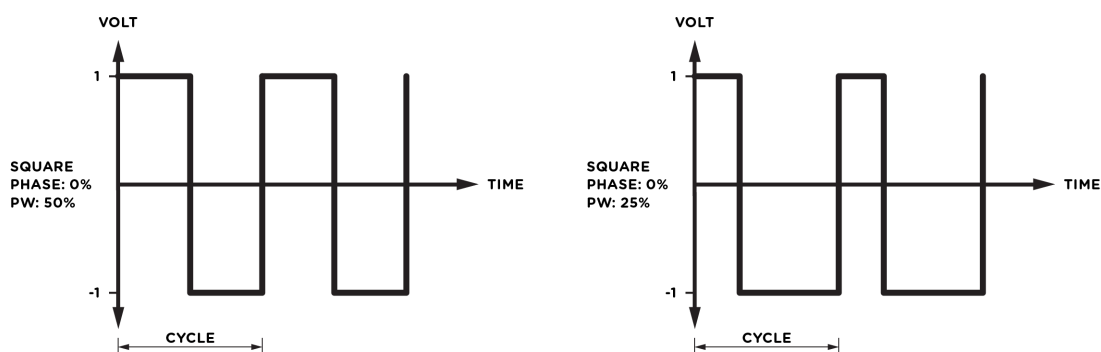 VOLT
1
SQUARE
PHASE: 0%
PW: 50%
TIME
-1
CYCLE
VOLT
1
SQUARE
PHASE: 0%
PW: 25%
TIME
-1
CYCLE